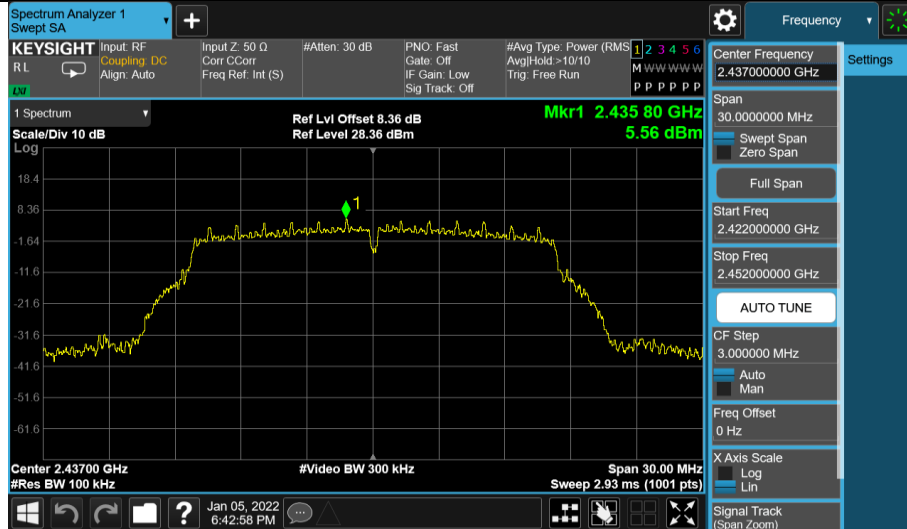 Spectrum Analyzer 1
Swept SA
+
Frequency
KEYSIGHT
R L
LXI
Input: RF
Coupling: DC
Align: Auto
Input Z: 50 Ω
Corr CCorr
Freq Ref: Int (S)
#Atten: 30 dB
PNO: Fast
Gate: Off
IF Gain: Low
Sig Track: Off
#Avg Type: Power (RMS
Avg|Hold:>10/10
Trig: Free Run
1 2 3 4 5 6
M W W W W W
P P P P P P
Settings
1 Spectrum
Scale/Div 10 dB
Log
Ref Lvl Offset 8.36 dB
Ref Level 28.36 dBm
Mkr1 2.435 80 GHz
5.56 dBm
1
18.4
8.36
-1.64
-11.6
-21.6
-31.6
-41.6
-51.6
-61.6
Center 2.43700 GHz
#Res BW 100 kHz
#Video BW 300 kHz
Span 30.00 MHz
Sweep 2.93 ms (1001 pts)
Center Frequency
2.437000000 GHz
Span
30.0000000 MHz
Swept Span
Zero Span
Full Span
Start Freq
2.422000000 GHz
Stop Freq
2.452000000 GHz
AUTO TUNE
CF Step
3.000000 MHz
Auto
Man
Freq Offset
0 Hz
X Axis Scale
Log
Lin
Signal Track
(Span Zoom)
?
Jan 05, 2022
6:42:58 PM